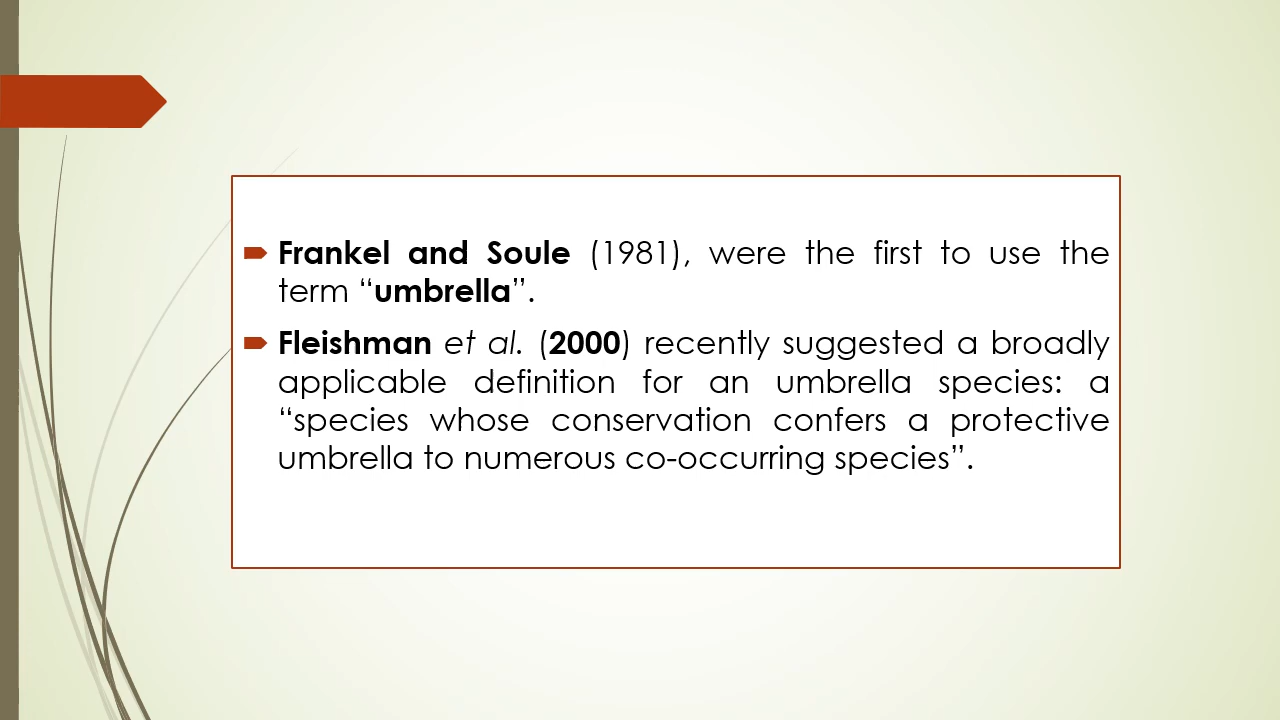 Frankel and Soule (1981), were the first to use the
term “umbrella”.
Fleishman et al. (2000) recently suggested a broadly
applicable definition for an umbrella species: a
“species whose conservation confers a protective
umbrella to numerous co-occurring species”.